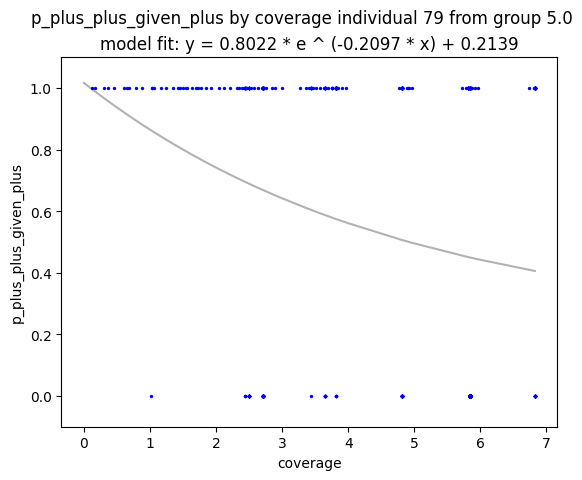 p_plus_plus_given_plus by coverage individual 79 from group 5.0
model fit: y = 0.8022 * e ^ (-0.2097 * x) + 0.2139
1.0
0.8
0.6
0.4
0.2
0.0
p_plus_plus_given_plus
0 1 2 3 4 5 6 7
coverage